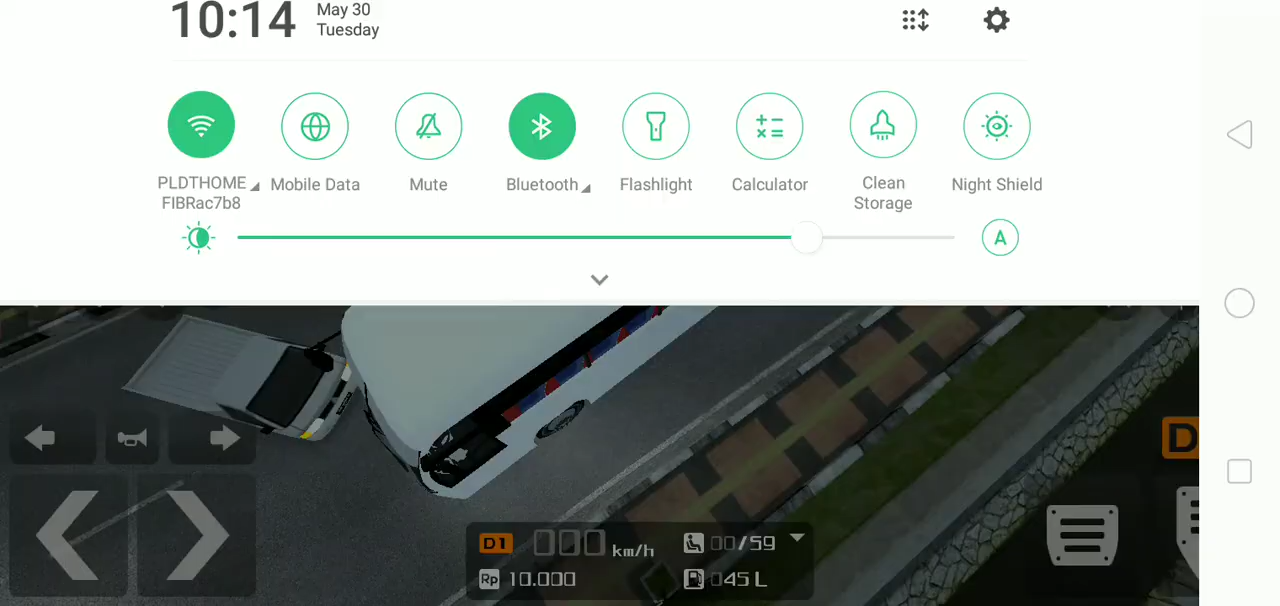 10:14
May 30
Tuesday
PLDTHOME
FIBRac7b8
Mobile Data
Mute
Bluetooth
Flashlight
Calculator
Clean
Storage
Night Shield
A
D
D1 000 km/h 00/59
Rp 10.000 045 L